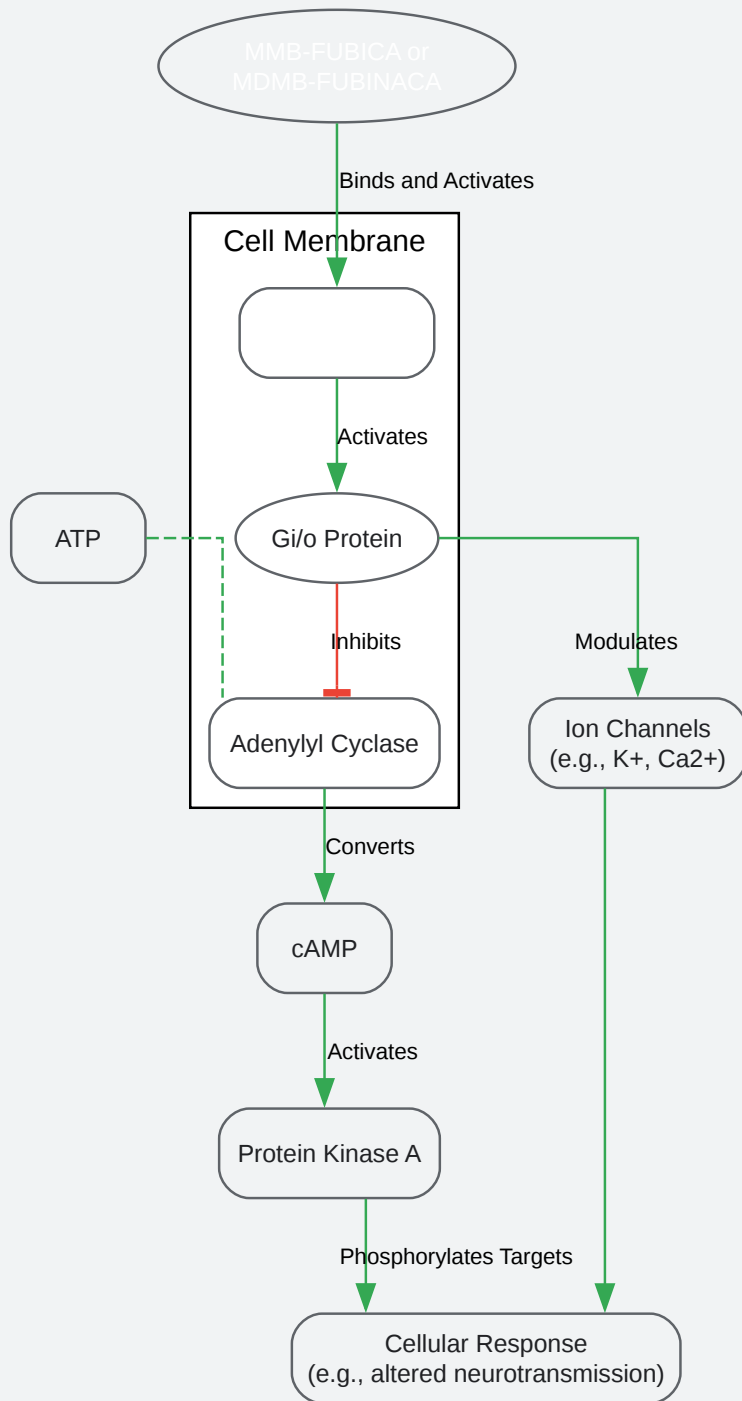 MMB-FUBICA or
MDMB-FUBINACA
Binds and Activates
Cell Membrane
Activates
ATP
Gi/o Protein
Inhibits
Modulates
Adenylyl Cyclase
Ion Channels
(e.g., K+, Ca2+)
Converts
cAMP
Activates
Protein Kinase A
Phosphorylates Targets
Cellular Response
(e.g., altered neurotransmission)